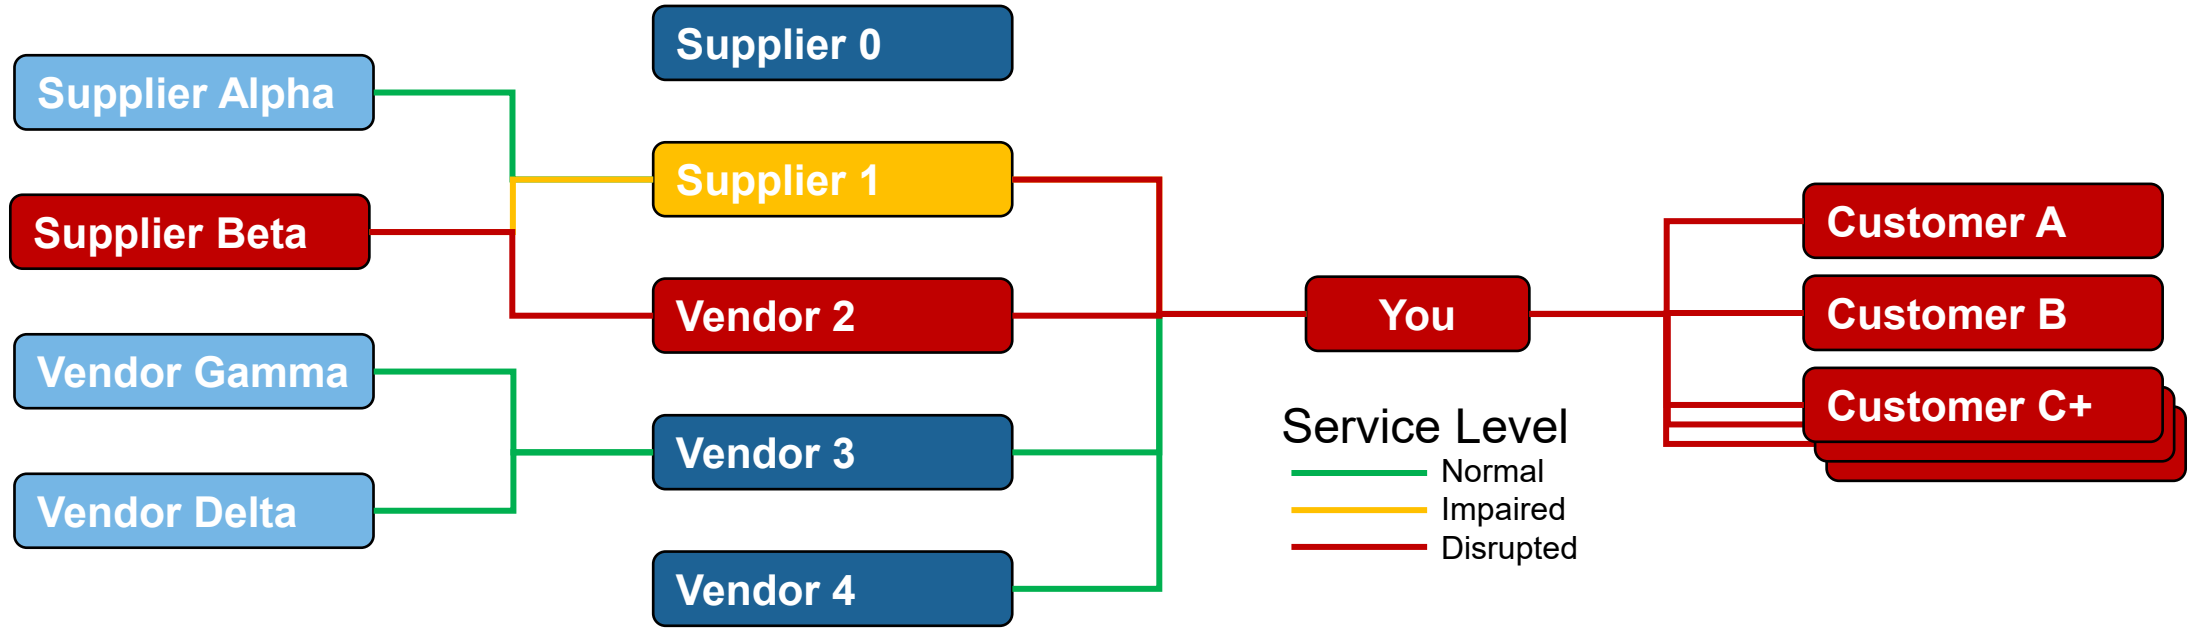 Supplier Alpha
Supplier Beta
Vendor Gamma
Vendor Delta
Supplier 0
Supplier 1
Vendor 2
Vendor 3
Vendor 4
You
Service Level
Normal
Impaired
Disrupted
Customer A
Customer B
Customer C+